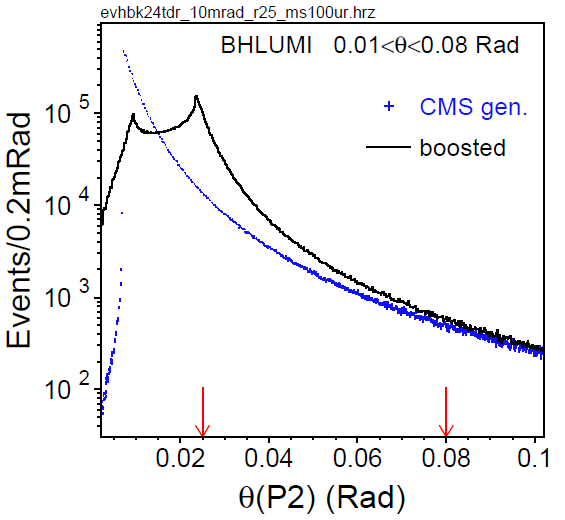 evhbk24tdr_10mrad_r25_ms100ur.hrz
BHLUMI 0.01<θ<0.08 Rad
CMS gen.
boosted
Events/0.2mRad
10^5
10^4
10^3
10^2
0.02 0.04 0.06 0.08 0.1
θ(P2) (Rad)